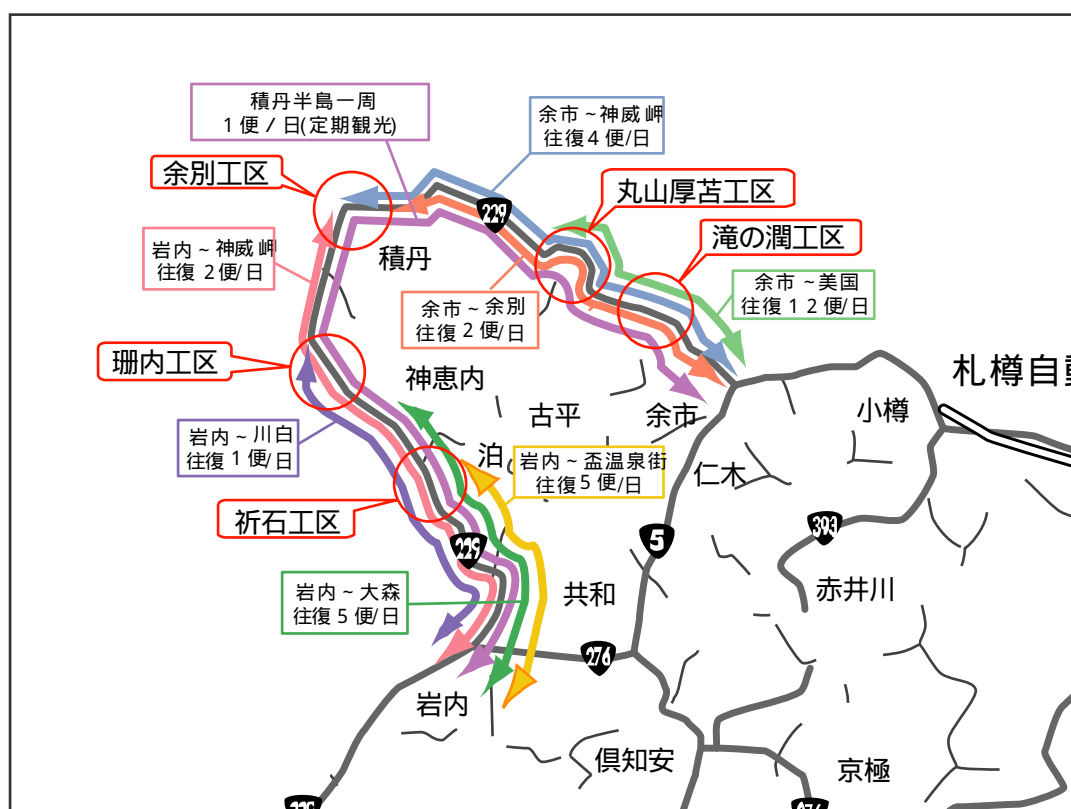 積丹半島一周
1便/日(定期観光)
余市~神威岬
往復4便/日
余別工区
229
丸山厚苫工区
滝の澗工区
岩内~神威岬
往復2便/日
積丹
余市~余別
往復2便/日
余市~美国
往復12便/日
珊内工区
神恵内
古平
余市
小樽
札樽自動
岩内~川白
往復1便/日
泊
岩内~盃温泉街
往復5便/日
仁木
祈石工区
229
5
393
岩内~大森
往復5便/日
共和
赤井川
276
岩内
倶知安
京極